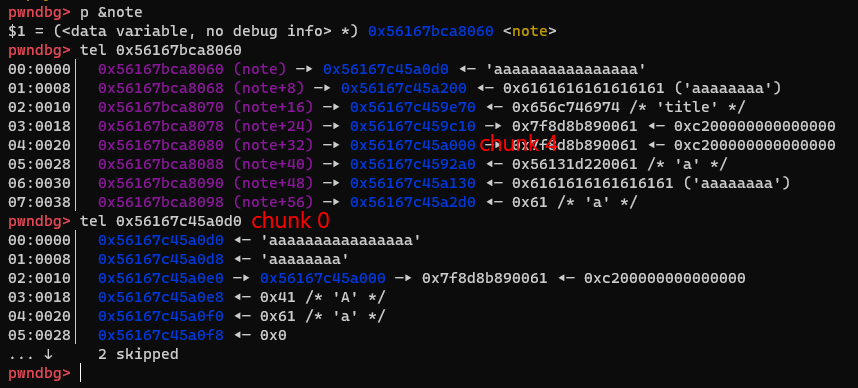 pwndbg> p &note
$1 = (<data variable, no debug info> *) 0x56167bca8060 <note>
pwndbg> tel 0x56167bca8060
00:0000│ 0x56167bca8060 (note) —▸ 0x56167c45a0d0 ◂— 'aaaaaaaaaaaaaaaa'
01:0008│ 0x56167bca8068 (note+8) —▸ 0x56167c45a200 ◂— 0x6161616161616161 ('aaaaaaaa')
02:0010│ 0x56167bca8070 (note+16) —▸ 0x56167c459e70 ◂— 0x656c746974 /* 'title' */
03:0018│ 0x56167bca8078 (note+24) —▸ 0x56167c459c10 —▸ 0x7f8d8b890061 ◂— 0xc200000000000000
04:0020│ 0x56167bca8080 (note+32) —▸ 0x56167c45a000 —▸ 0x7f8d8b890061 ◂— 0xc200000000000000
chunk 4
05:0028│ 0x56167bca8088 (note+40) —▸ 0x56167c4592a0 ◂— 0x56131d220061 /* 'a' */
06:0030│ 0x56167bca8090 (note+48) —▸ 0x56167c45a130 ◂— 0x6161616161616161 ('aaaaaaaa')
07:0038│ 0x56167bca8098 (note+56) —▸ 0x56167c45a2d0 ◂— 0x61 /* 'a' */
pwndbg> tel 0x56167c45a0d0 chunk 0
00:0000│ 0x56167c45a0d0 ◂— 'aaaaaaaaaaaaaaaa'
01:0008│ 0x56167c45a0d8 ◂— 'aaaaaaaa'
02:0010│ 0x56167c45a0e0 —▸ 0x56167c45a000 —▸ 0x7f8d8b890061 ◂— 0xc200000000000000
03:0018│ 0x56167c45a0e8 ◂— 0x41 /* 'A' */
04:0020│ 0x56167c45a0f0 ◂— 0x61 /* 'a' */
05:0028│ 0x56167c45a0f8 ◂— 0x0
... ↓ 2 skipped
pwndbg>